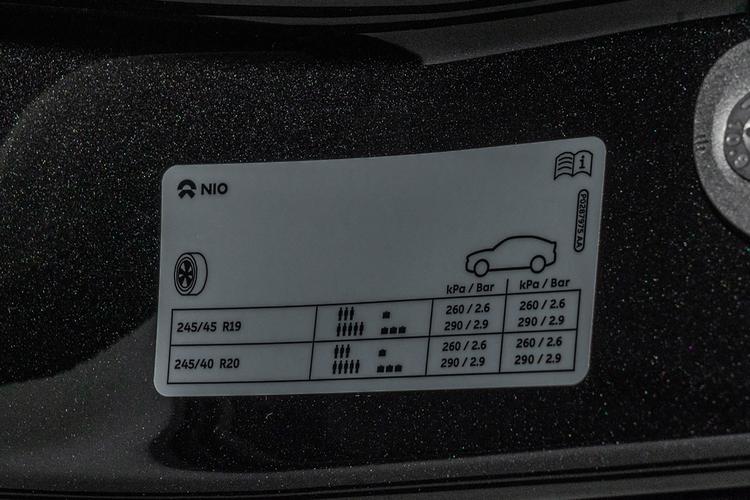 NIO
i
P0287975 AA
kPa / Bar kPa / Bar
245/45 R19 260 / 2.6 260 / 2.6
290 / 2.9 290 / 2.9
245/40 R20 260 / 2.6 260 / 2.6
290 / 2.9 290 / 2.9